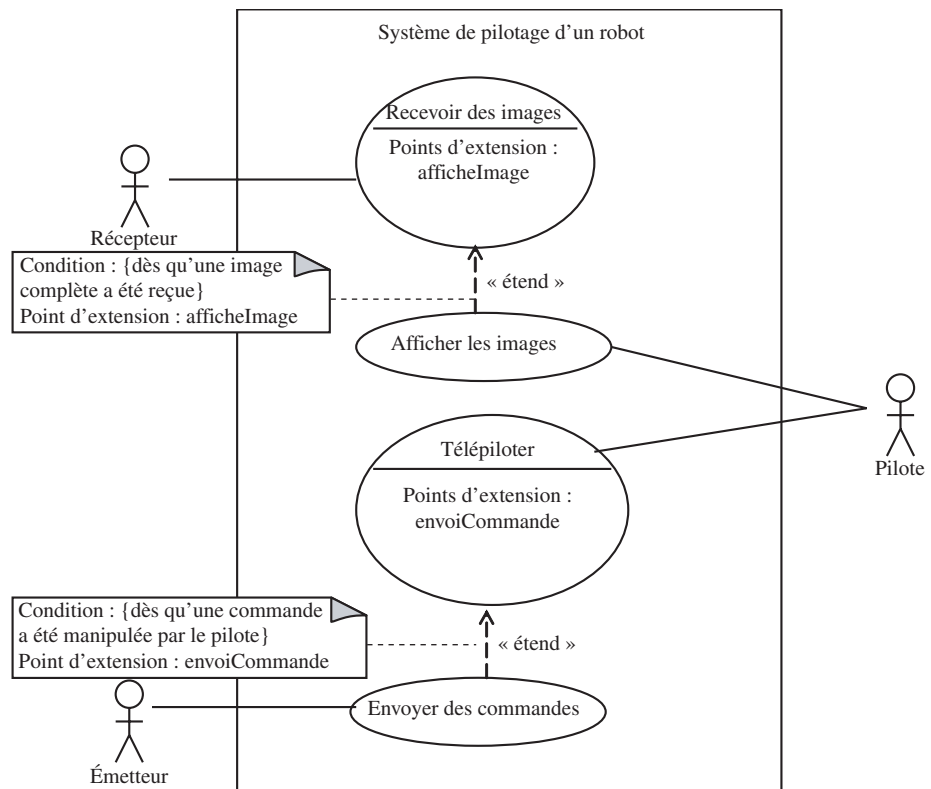 Système de pilotage d'un robot
Recevoir des images
Points d'extension :
afficheImage
Récepteur
Condition : {dès qu'une image
complète a été reçue}
Point d'extension : afficheImage
« étend »
Afficher les images
Télépiloter
Points d'extension :
envoiCommande
Pilote
Condition : {dès qu'une commande
a été manipulée par le pilote}
Point d'extension : envoiCommande
« étend »
Envoyer des commandes
Émetteur